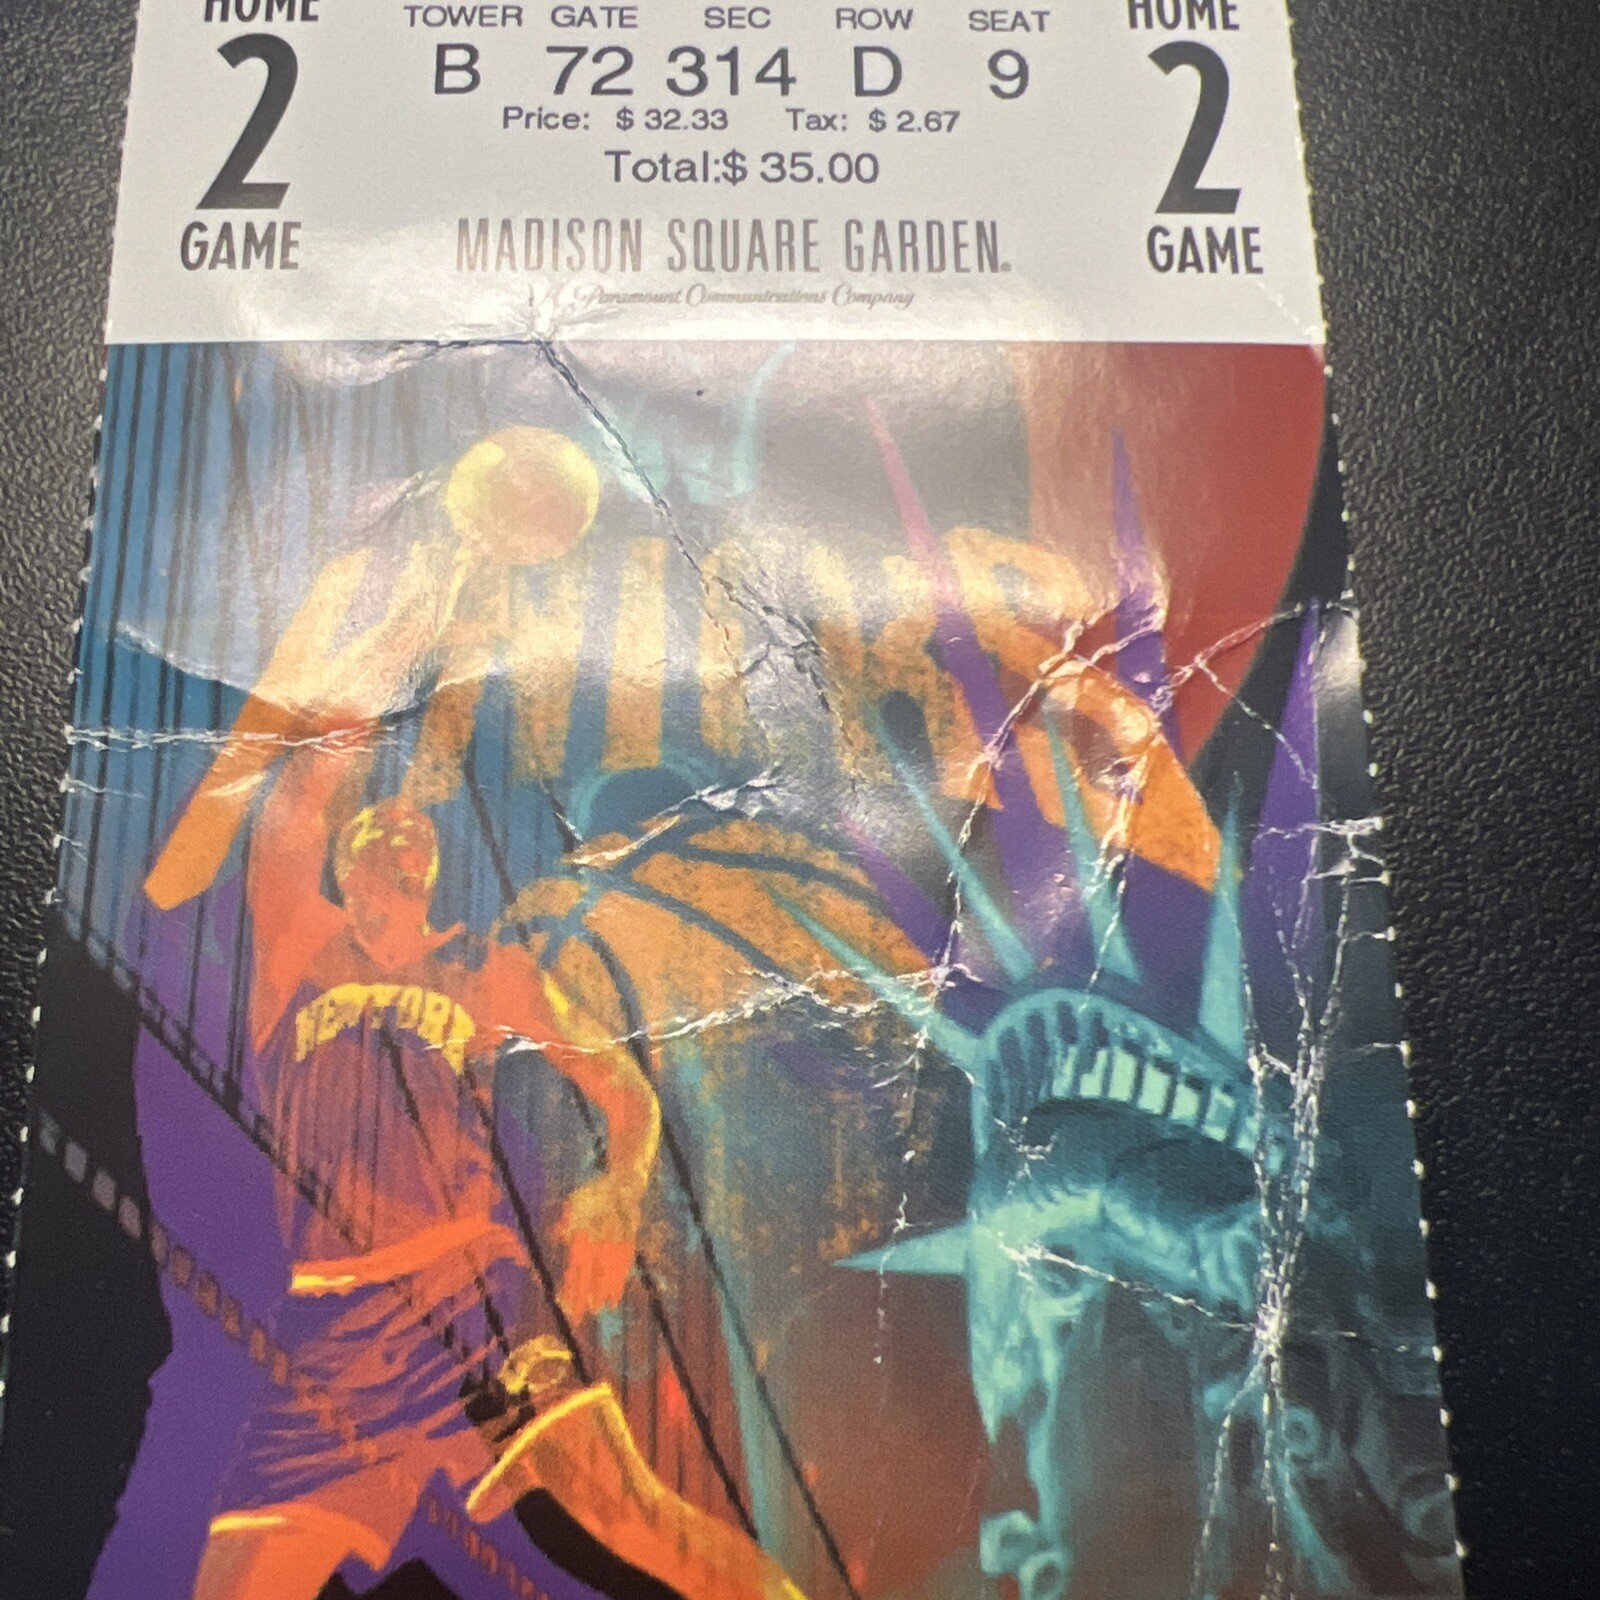 HOME TOWER GATE SEC ROW SEAT HOME
2 B 72 314 D 9 2
Price: $ 32.33 Tax: $ 2.67
Total:$ 35.00
GAME MADISON SQUARE GARDEN® GAME
A Paramount Communications Company
KNICKS
NEW YORK